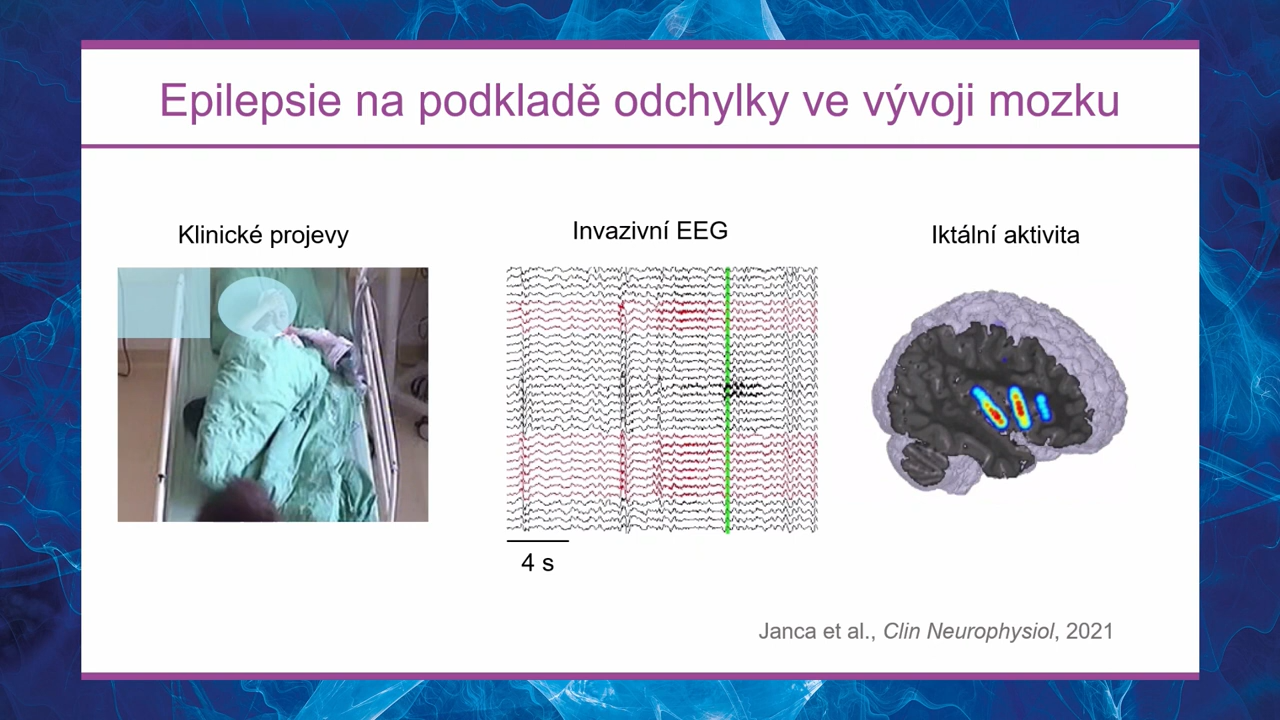 Epilepsie na podkladě odchylky ve vývoji mozku
Klinické projevy
Invazivní EEG
Iktální aktivita
4 s
Janca et al., Clin Neurophysiol, 2021